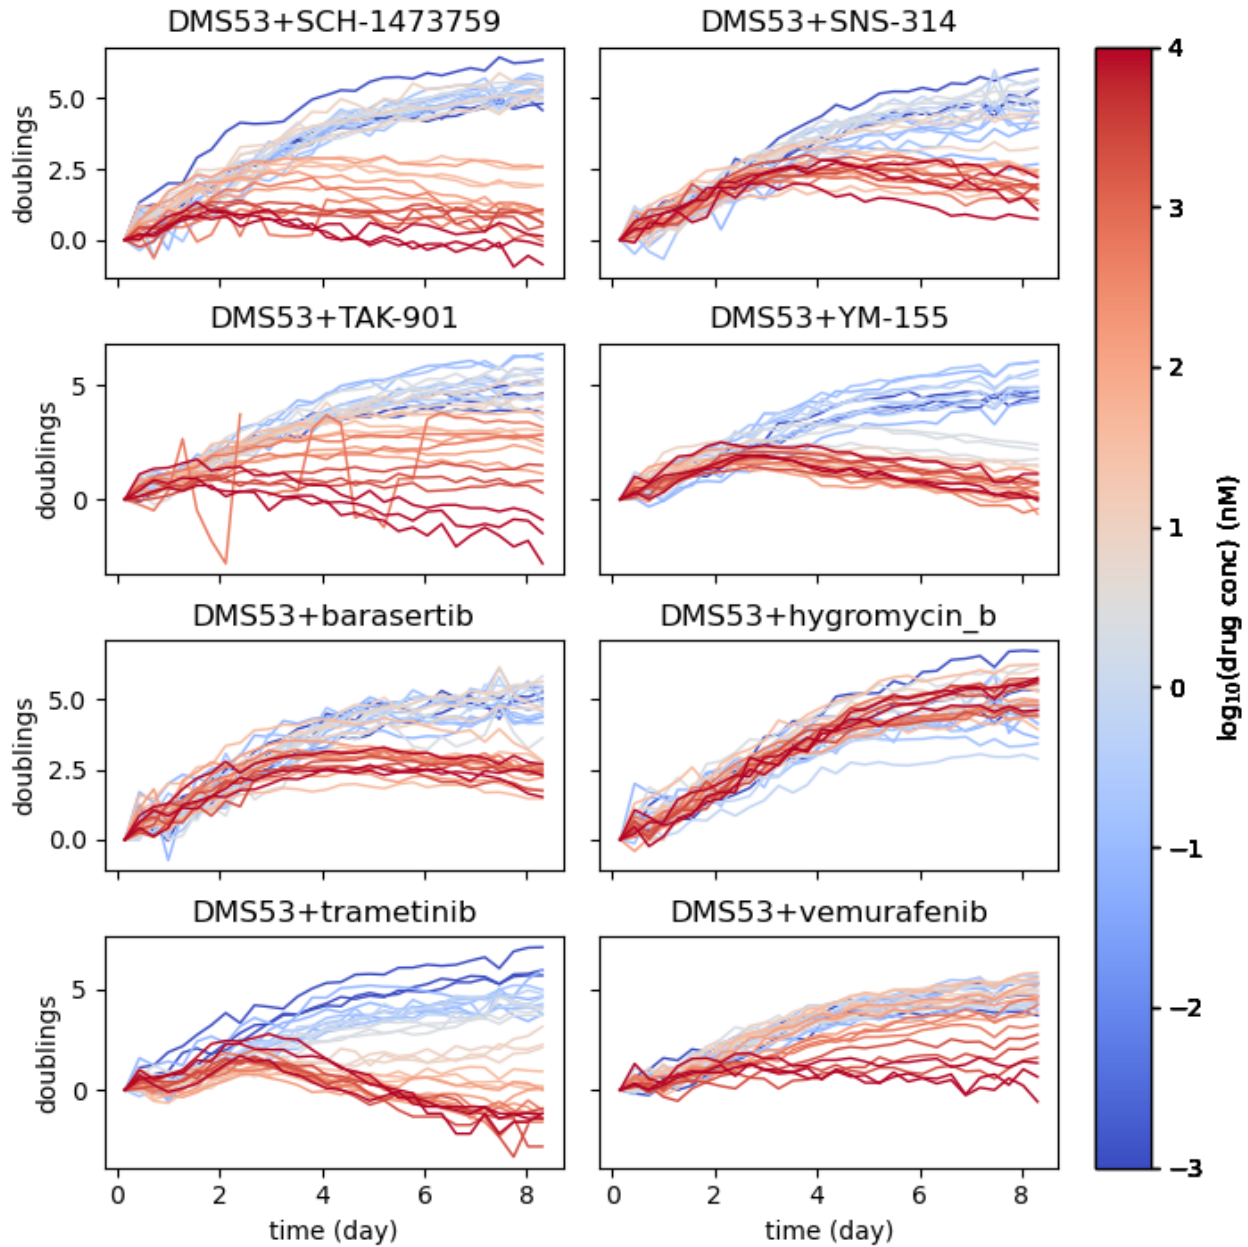 DMS53+SCH-1473759
DMS53+SNS-314
5.0
2.5
0.0
doublings
DMS53+TAK-901
DMS53+YM-155
5
0
doublings
DMS53+barasertib
DMS53+hygromycin_b
5.0
2.5
0.0
doublings
DMS53+trametinib
DMS53+vemurafenib
5
0
doublings
0 2 4 6 8
0 2 4 6 8
time (day)
time (day)
4
3
2
1
0
−1
−2
−3
log₁₀(drug conc) (nM)